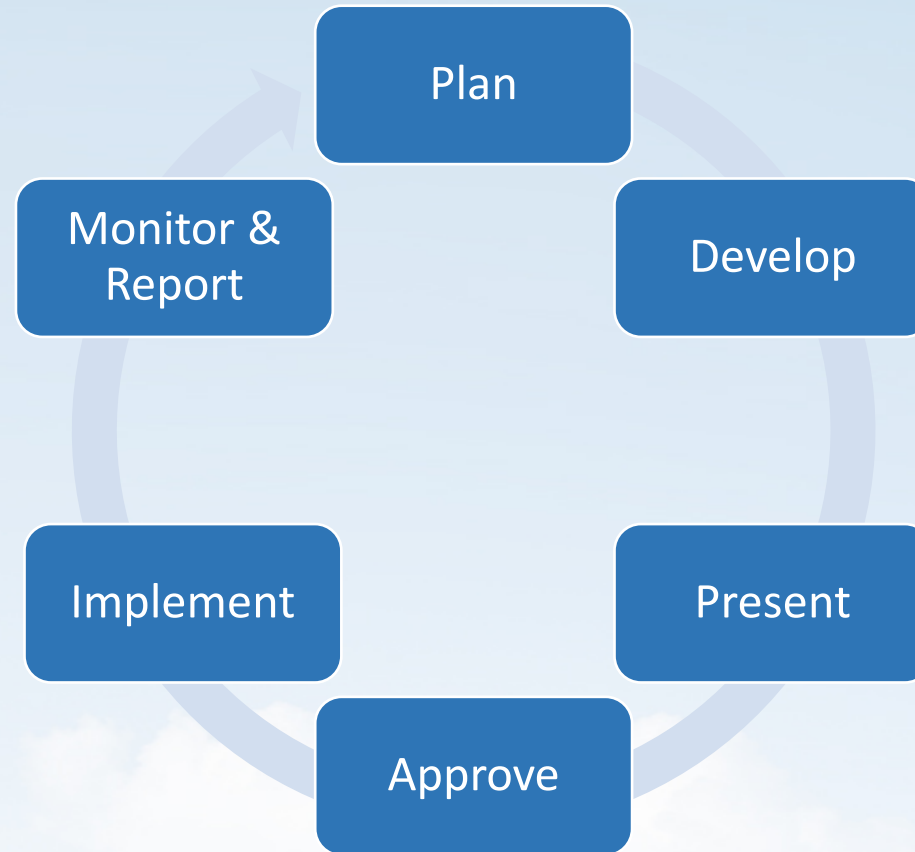 Plan
Develop
Present
Approve
Implement
Monitor &
Report